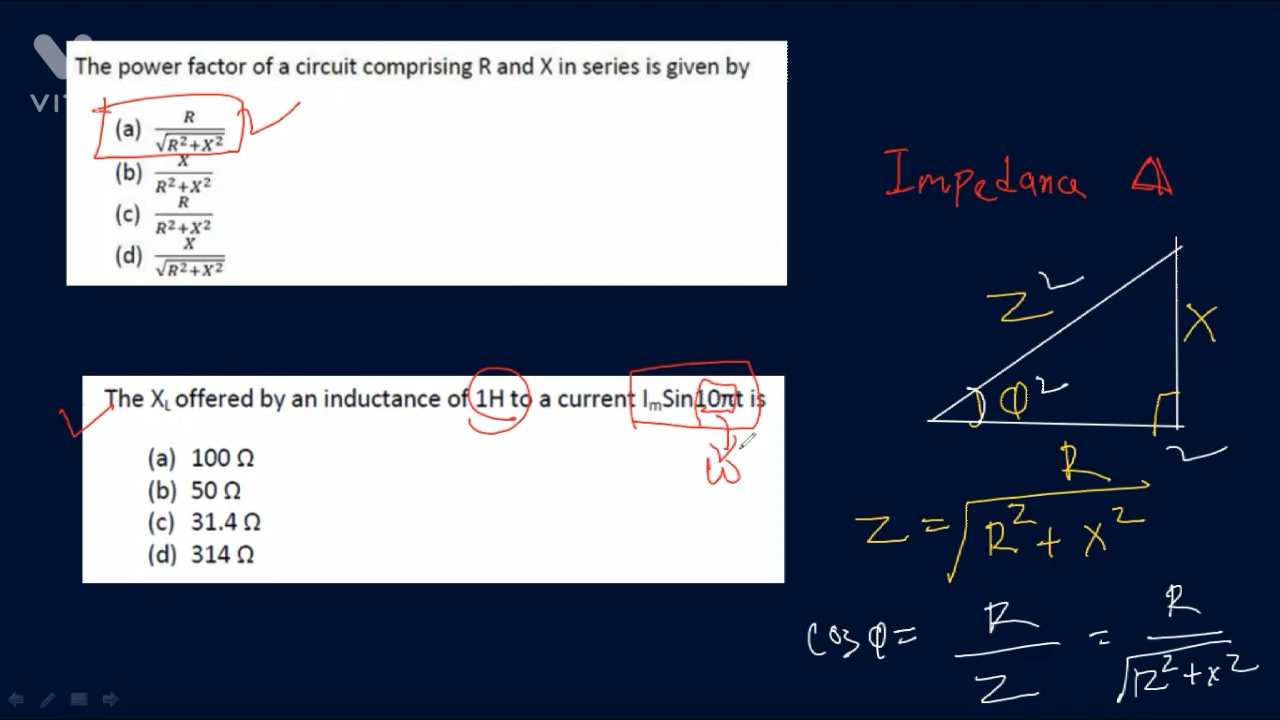 VI
The power factor of a circuit comprising R and X in series is given by
(a) R/√R²+X²
(b) X/R²+X²
(c) R/R²+X²
(d) X/√R²+X²
Impedance
Z²
X
φ²
R
Z = √R² + X²
cos φ = R/Z = R/√R²+X²
The X_L offered by an inductance of 1H to a current I_mSin10πt is
ω
(a) 100 Ω
(b) 50 Ω
(c) 31.4 Ω
(d) 314 Ω